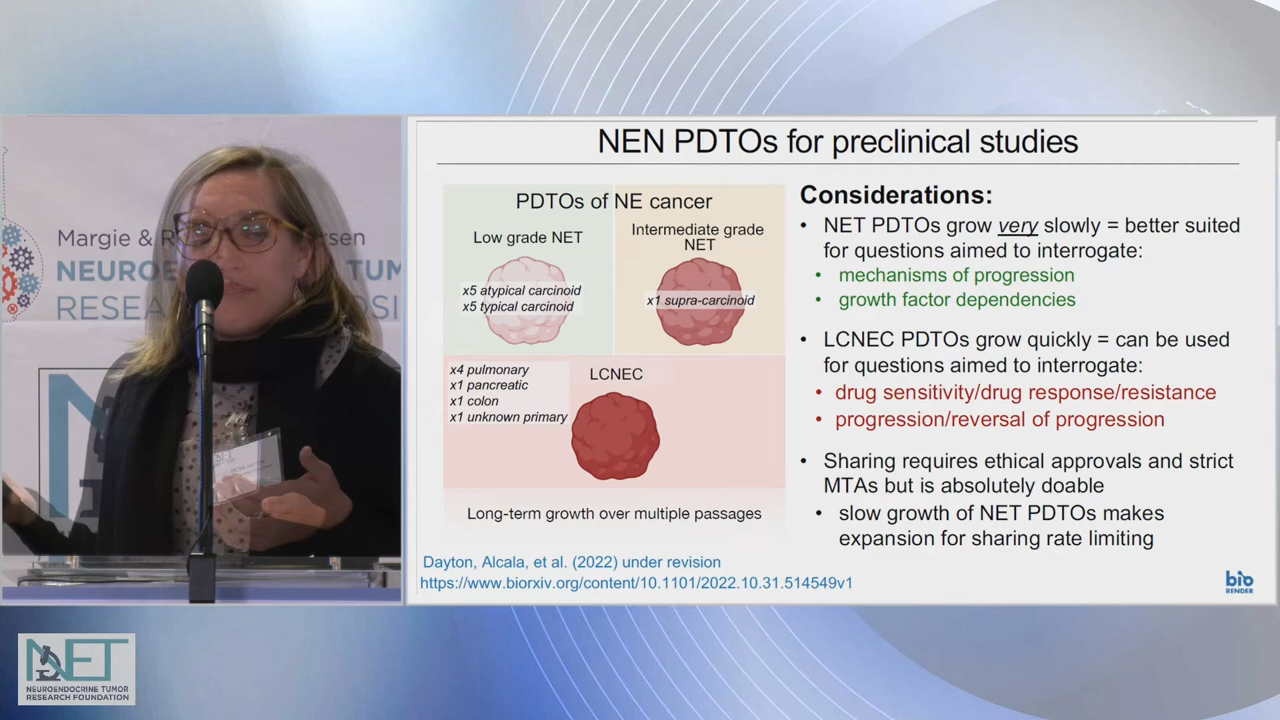 Margie & R rsen
NEUROE TUM
RESEA OSI
NEN PDTOs for preclinical studies
PDTOs of NE cancer
Low grade NET
Intermediate grade
NET
x5 atypical carcinoid
x5 typical carcinoid
x1 supra-carcinoid
x4 pulmonary
x1 pancreatic
x1 colon
x1 unknown primary
LCNEC
Long-term growth over multiple passages
Dayton, Alcala, et al. (2022) under revision
https://www.biorxiv.org/content/10.1101/2022.10.31.514549v1
Considerations:
• NET PDTOs grow very slowly = better suited
for questions aimed to interrogate:
• mechanisms of progression
• growth factor dependencies
• LCNEC PDTOs grow quickly = can be used
for questions aimed to interrogate:
• drug sensitivity/drug response/resistance
• progression/reversal of progression
• Sharing requires ethical approvals and strict
MTAs but is absolutely doable
• slow growth of NET PDTOs makes
expansion for sharing rate limiting
bio
RENDER
NET
NEUROENDOCRINE TUMOR
RESEARCH FOUNDATION